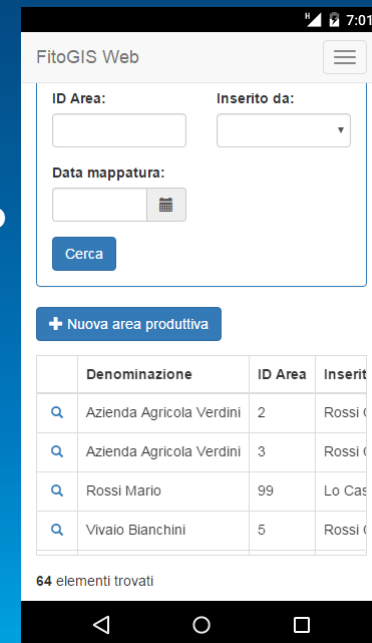 H 7:01
FitoGIS Web
ID Area: Inserito da:
Data mappatura:
Cerca
Nuova area produttiva
Denominazione ID Area Inserit
Azienda Agricola Verdini 2 Rossi
Azienda Agricola Verdini 3 Rossi
Rossi Mario 99 Lo Cas
Vivaio Bianchini 5 Rossi
64 elementi trovati